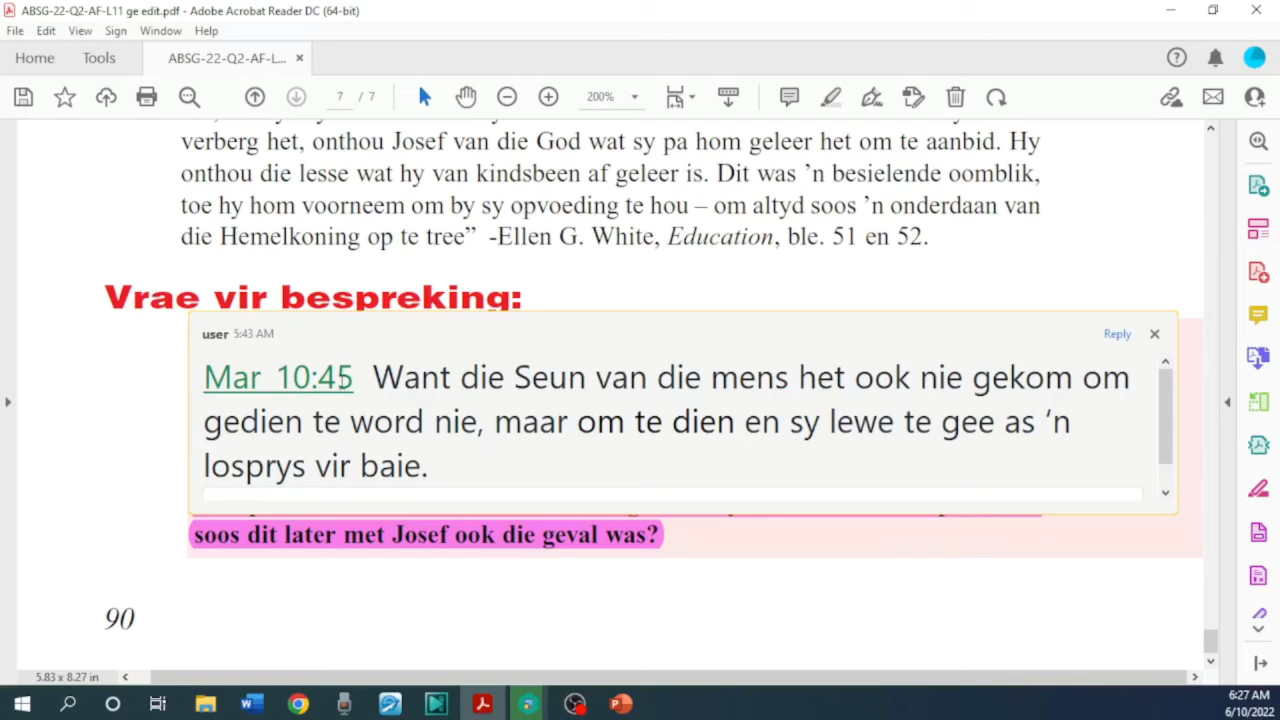 ABSG-22-Q2-AF-L11 ge edit.pdf - Adobe Acrobat Reader DC (64-bit)
File Edit View Sign Window Help
Home Tools ABSG-22-Q2-AF-L... ×
7 / 7 200%
verberg het, onthou Josef van die God wat sy pa hom geleer het om te aanbid. Hy
onthou die lesse wat hy van kindsbeen af geleer is. Dit was ’n besielende oomblik,
toe hy hom voorneem om by sy opvoeding te hou – om altyd soos ’n onderdaan van
die Hemelkoning op te tree” -Ellen G. White, Education, ble. 51 en 52.
Vrae vir bespreking:
user 5:43 AM Reply
Mar 10:45 Want die Seun van die mens het ook nie gekom om
gedien te word nie, maar om te dien en sy lewe te gee as ‘n
losprys vir baie.
soos dit later met Josef ook die geval was?
90
5.83 x 8.27 in
6:27 AM
6/10/2022